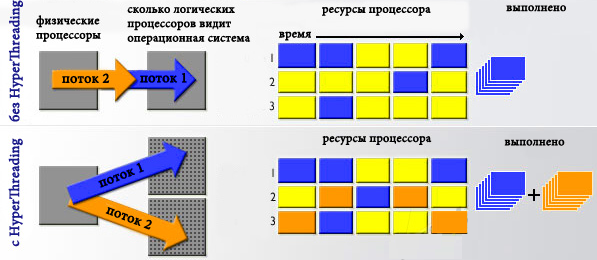 без HyperThreading
физические
процессоры
сколько логических
процессоров видит
операционная система
ресурсы процессора
выполнено
время
поток 2
поток 1
1
2
3
с HyperThreading
поток 1
поток 2
ресурсы процессора
выполнено
1
2
3
+